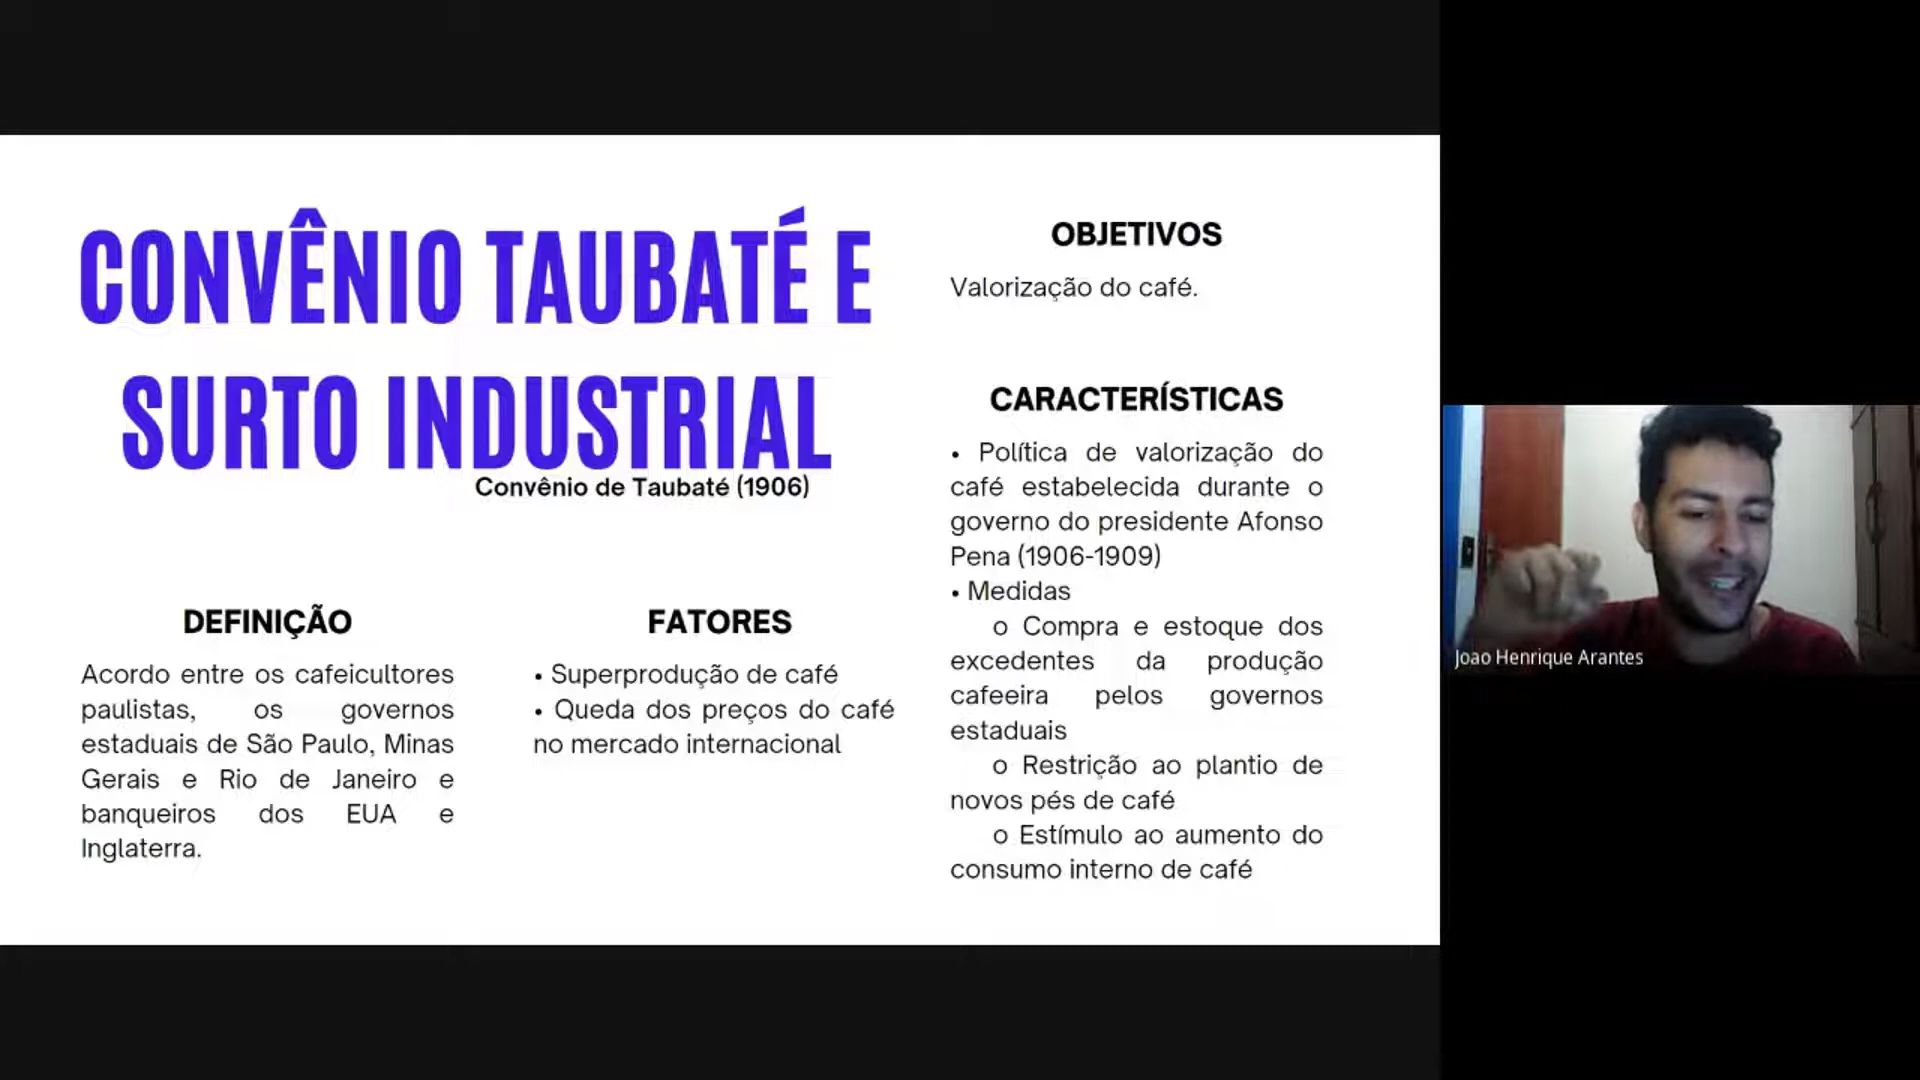 CONVÊNIO TAUBATÉ E
SURTO INDUSTRIAL
Convênio de Taubaté (1906)
DEFINIÇÃO
Acordo entre os cafeicultores
paulistas, os governos
estaduais de São Paulo, Minas
Gerais e Rio de Janeiro e
banqueiros dos EUA e
Inglaterra.
FATORES
• Superprodução de café
• Queda dos preços do café
no mercado internacional
OBJETIVOS
Valorização do café.
CARACTERÍSTICAS
• Política de valorização do
café estabelecida durante o
governo do presidente Afonso
Pena (1906-1909)
• Medidas
o Compra e estoque dos
excedentes da produção
cafeeira pelos governos
estaduais
o Restrição ao plantio de
novos pés de café
o Estímulo ao aumento do
consumo interno de café
Joao Henrique Arantes